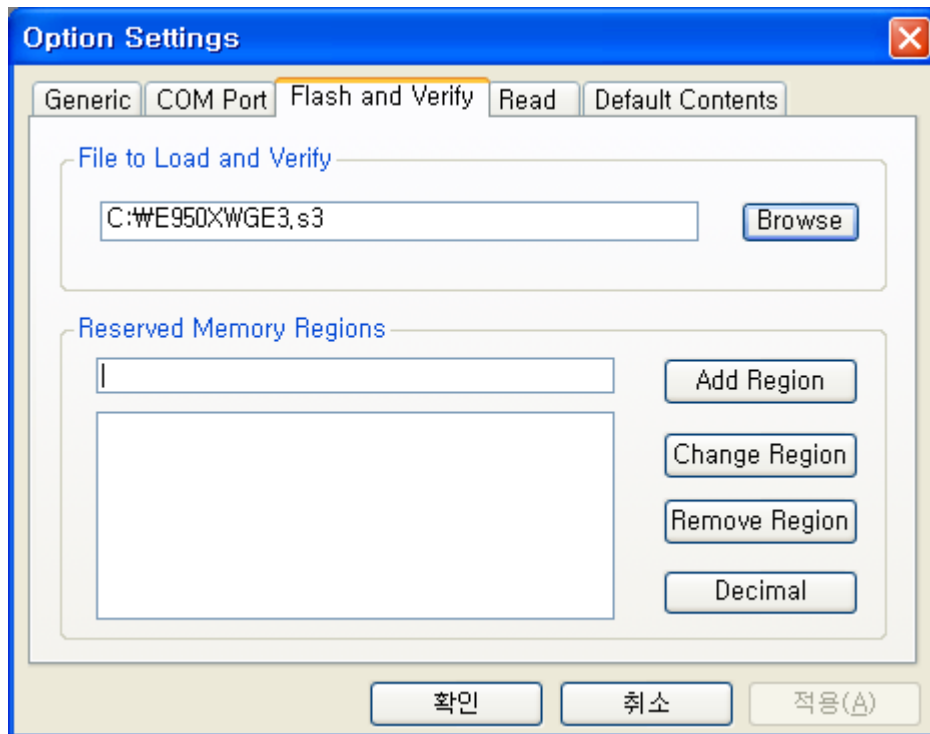 Option Settings
Generic COM Port Flash and Verify Read Default Contents
File to Load and Verify
C:₩E950XWGE3.s3 Browse
Reserved Memory Regions
Add Region
Change Region
Remove Region
Decimal
확인 취소 적용(A)